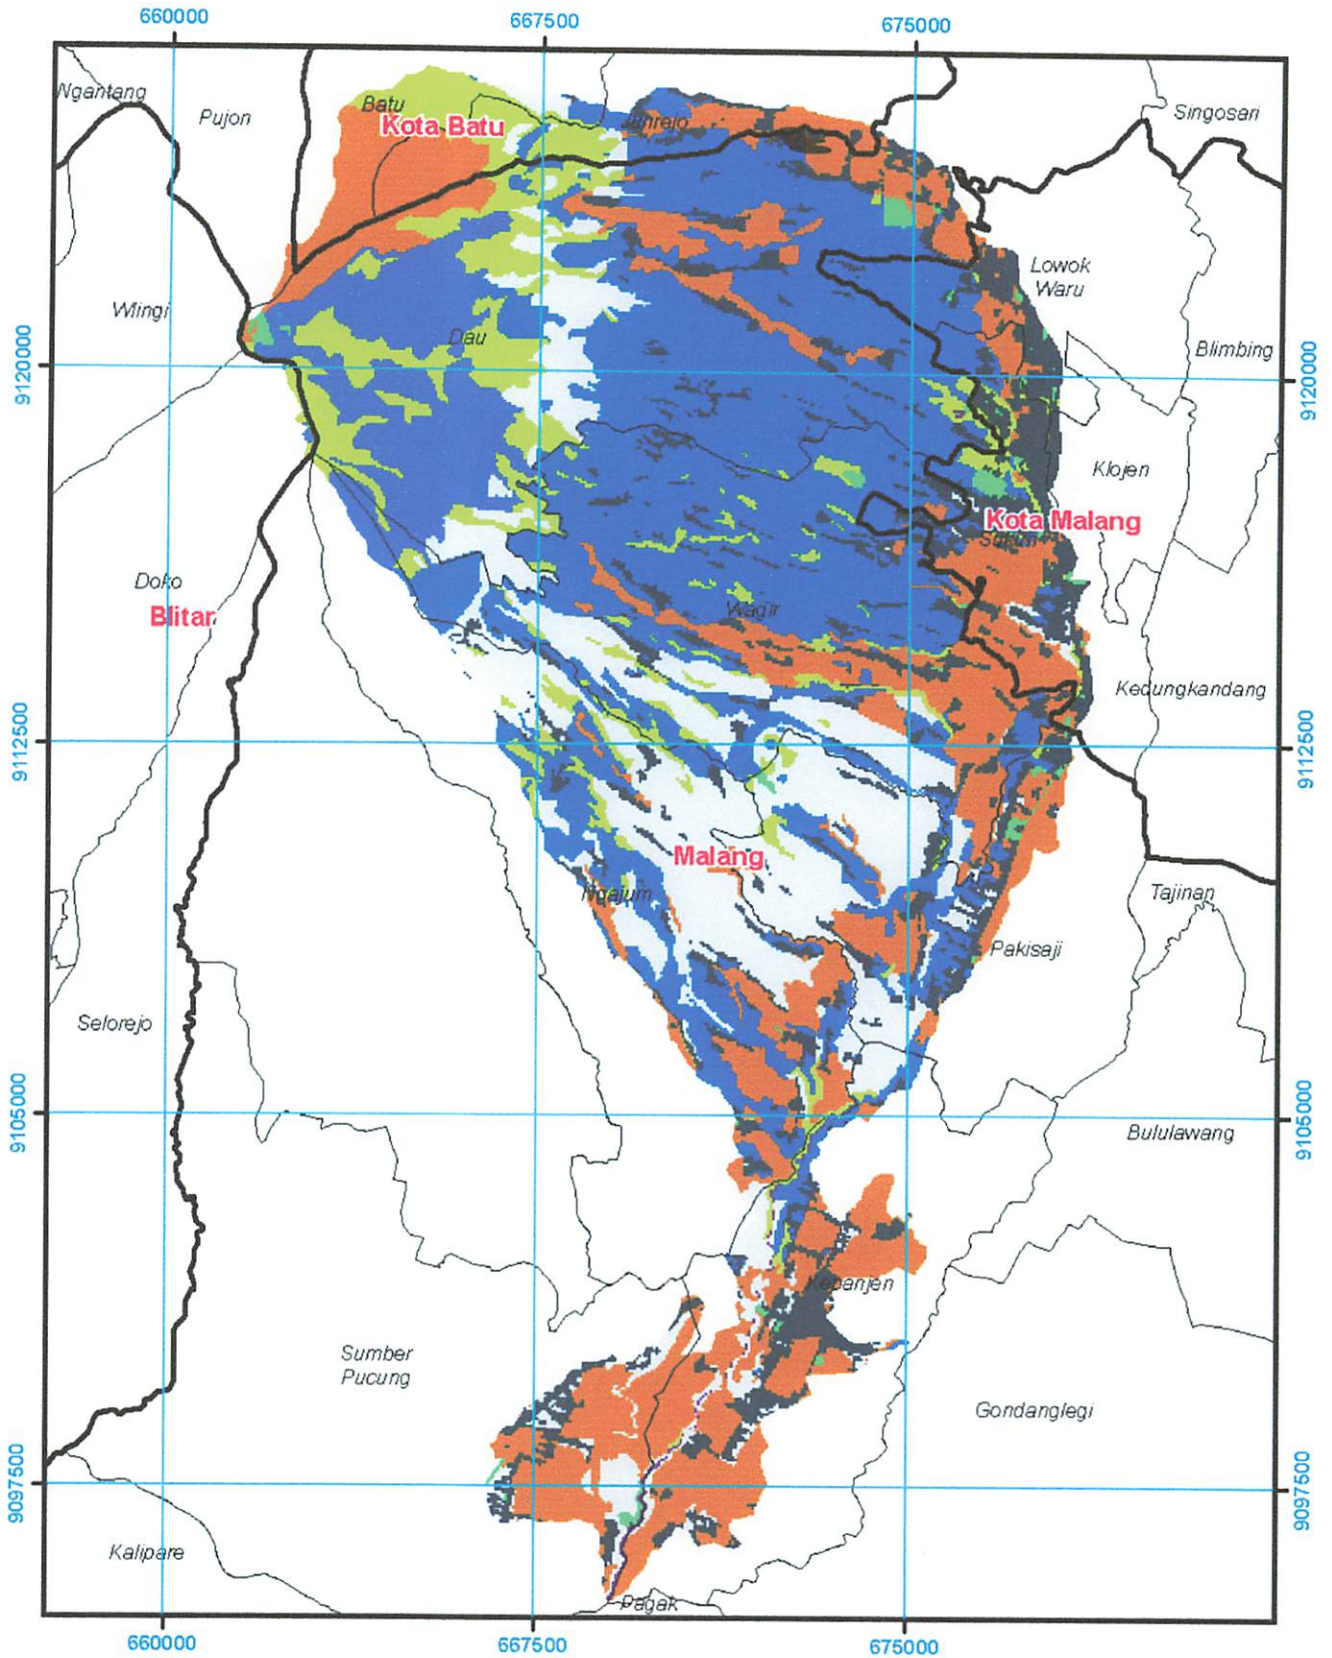 660000
667500
675000
Ngantang
Pujon
Batu
Kota Batu
Junrejo
Singosari
Lowok
Waru
Wlingi
Dau
Blimbing
9120000
9120000
Klojen
Kota Malang
Sukun
Doko
Blitar
Wagir
Kedungkandang
9112500
9112500
Malang
Ngajum
Tajinan
Pakisaji
Selorejo
9105000
9105000
Bululawang
Kepanjen
Sumber
Pucung
Gondanglegi
9097500
9097500
Kalipare
Pagak
660000
667500
675000